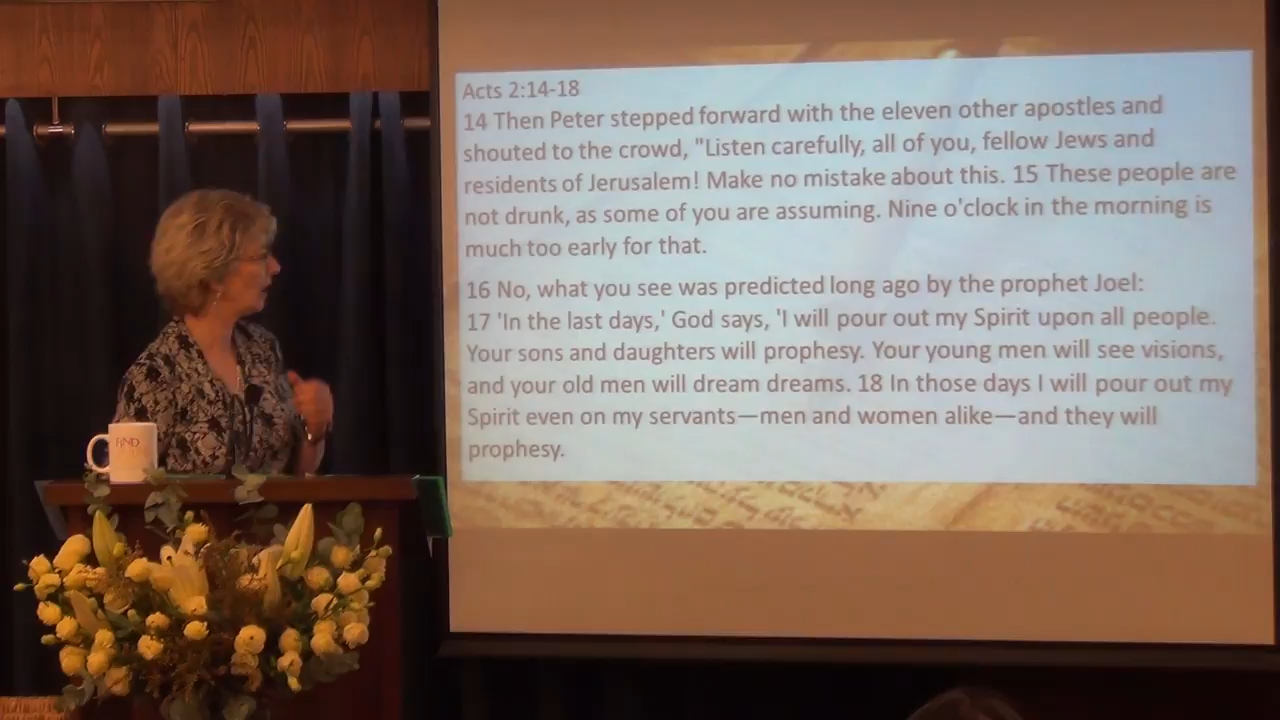 Acts 2:14-18
14 Then Peter stepped forward with the eleven other apostles and
shouted to the crowd, "Listen carefully, all of you, fellow Jews and
residents of Jerusalem! Make no mistake about this. 15 These people are
not drunk, as some of you are assuming. Nine o'clock in the morning is
much too early for that.
16 No, what you see was predicted long ago by the prophet Joel:
17 'In the last days,' God says, 'I will pour out my Spirit upon all people.
Your sons and daughters will prophesy. Your young men will see visions,
and your old men will dream dreams. 18 In those days I will pour out my
Spirit even on my servants—men and women alike—and they will
prophesy.
FIND